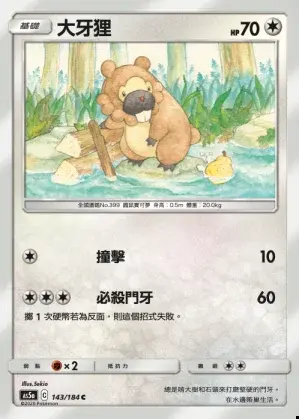 基礎 大牙狸 HP 70
全國圖鑑No.399 圓鼠寶可夢 身高：0.5m 體重：20.0kg
撞擊 10
必殺門牙 60
擲1次硬幣若為反面，則這個招式失敗。
弱點 ×2 抵抗力 撤退
Illus.Sekio
AS5a C 143/184 C
©2020 Pokémon
總是啃大樹和石頭來打磨堅硬的門牙。
在水邊築巢生活。